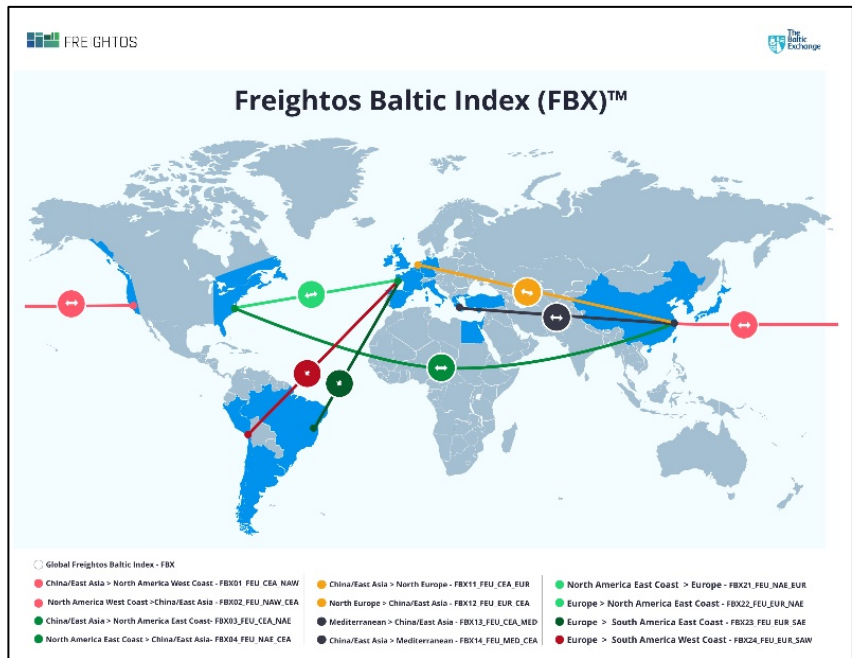 FREIGHTOS
The
Baltic
Exchange
Freightos Baltic Index (FBX)™
Global Freightos Baltic Index - FBX
China/East Asia > North America West Coast - FBX01_FEU_CEA_NAW
North America West Coast >China/East Asia - FBX02_FEU_NAW_CEA
China/East Asia > North America East Coast- FBX03_FEU_CEA_NAE
North America East Coast > China/East Asia- FBX04_FEU_NAE_CEA
China/East Asia > North Europe - FBX11_FEU_CEA_EUR
North Europe > China/East Asia - FBX12_FEU_EUR_CEA
Mediterranean > China/East Asia - FBX13_FEU_CEA_MED
China/East Asia > Mediterranean - FBX14_FEU_MED_CEA
North America East Coast > Europe - FBX21_FEU_NAE_EUR
Europe > North America East Coast - FBX22_FEU_EUR_NAE
Europe > South America East Coast - FBX23_FEU_EUR_SAE
Europe > South America West Coast - FBX24_FEU_EUR_SAW